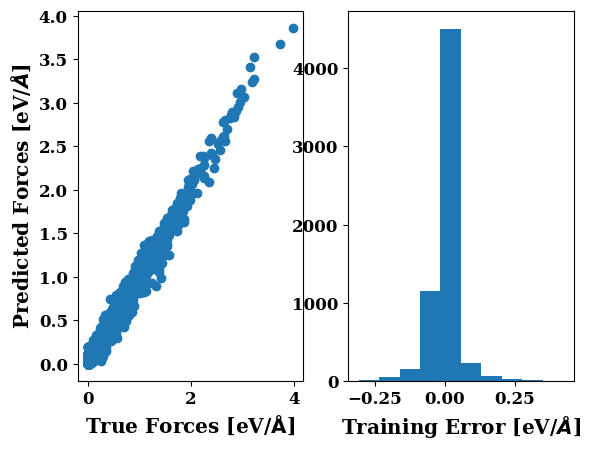 Predicted Forces [eV/Å]
4.0
3.5
3.0
2.5
2.0
1.5
1.0
0.5
0.0
0 2 4
True Forces [eV/Å]
4000
3000
2000
1000
0
−0.25 0.00 0.25
Training Error [eV/Å]